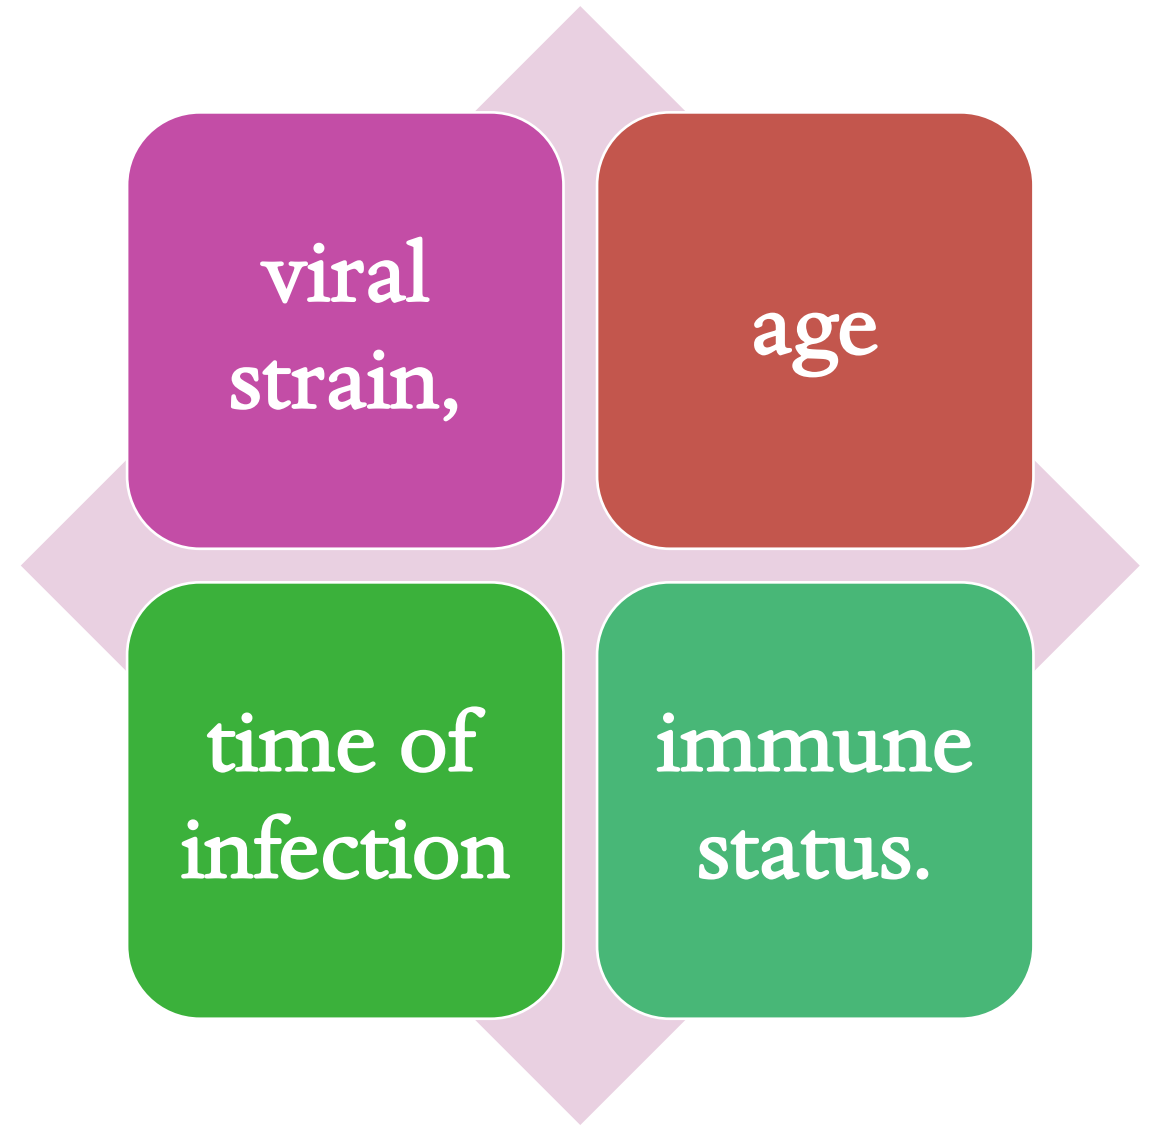 viral
strain,
age
time of
infection
immune
status.